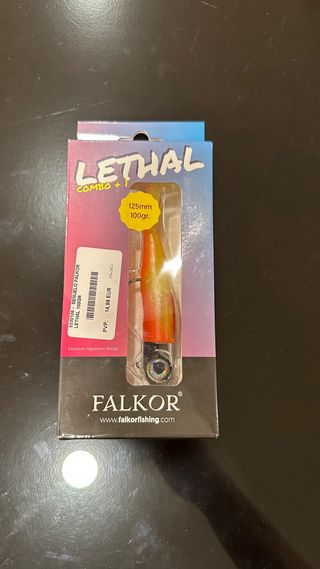 LETHAL
COMBO + 1
125mm
100gr.
SEÑUELO FALKOR
LETHAL 100GR
PVP: 14,99 EUR
Exclusive registered design
FALKOR®
www.falkorfishing.com